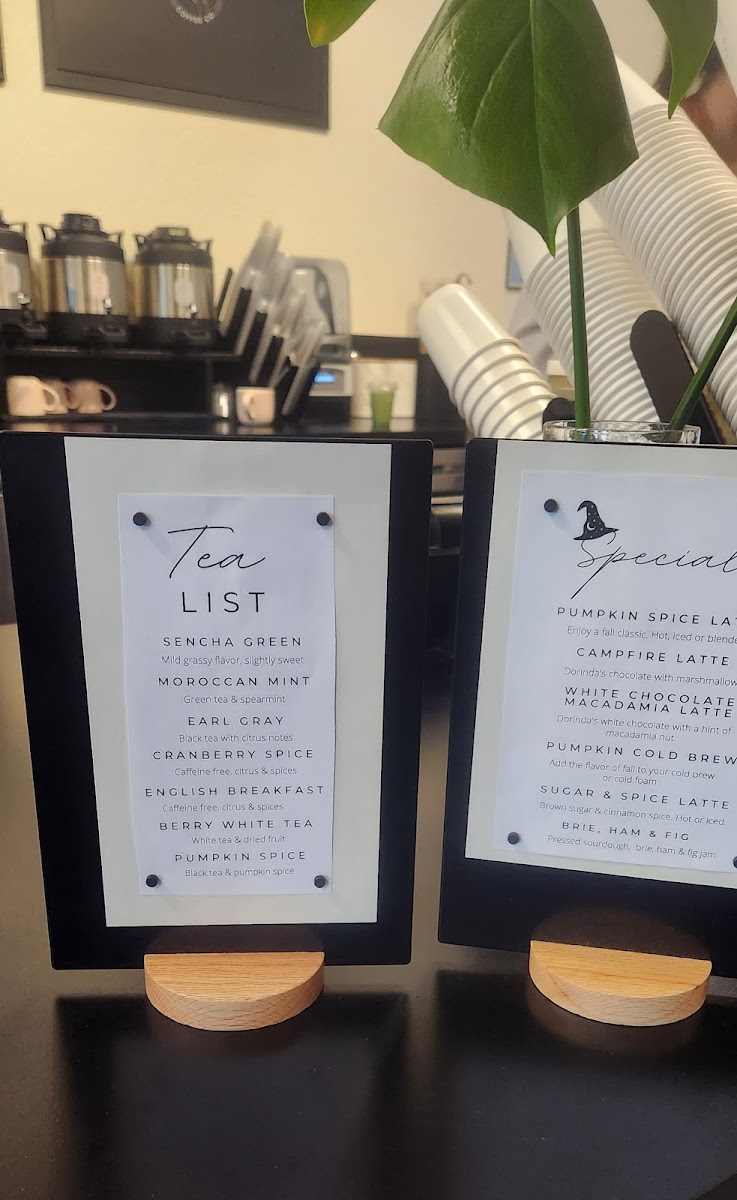 COFFEE CO
Tea
LIST
SENCHA GREEN
Mild grassy flavor, slightly sweet
MOROCCAN MINT
Green tea & spearmint
EARL GRAY
Black tea with citrus notes
CRANBERRY SPICE
Caffeine free, citrus & spices
ENGLISH BREAKFAST
Caffeine free, citrus & spices
BERRY WHITE TEA
White tea & dried fruit
PUMPKIN SPICE
Black tea & pumpkin spice
Special
PUMPKIN SPICE LAT
Enjoy a fall classic. Hot, iced or blende
CAMPFIRE LATTE
Dorinda's chocolate with marshmallow
WHITE CHOCOLATE
MACADAMIA LATTE
Dorinda's white chocolate with a hint of
macadamia nut.
PUMPKIN COLD BREW
Add the flavor of fall to your cold brew
or cold foam
SUGAR & SPICE LATTE
Brown sugar & cinnamon spice. Hot or iced.
BRIE, HAM & FIG
Pressed sourdough, brie, ham & fig jam